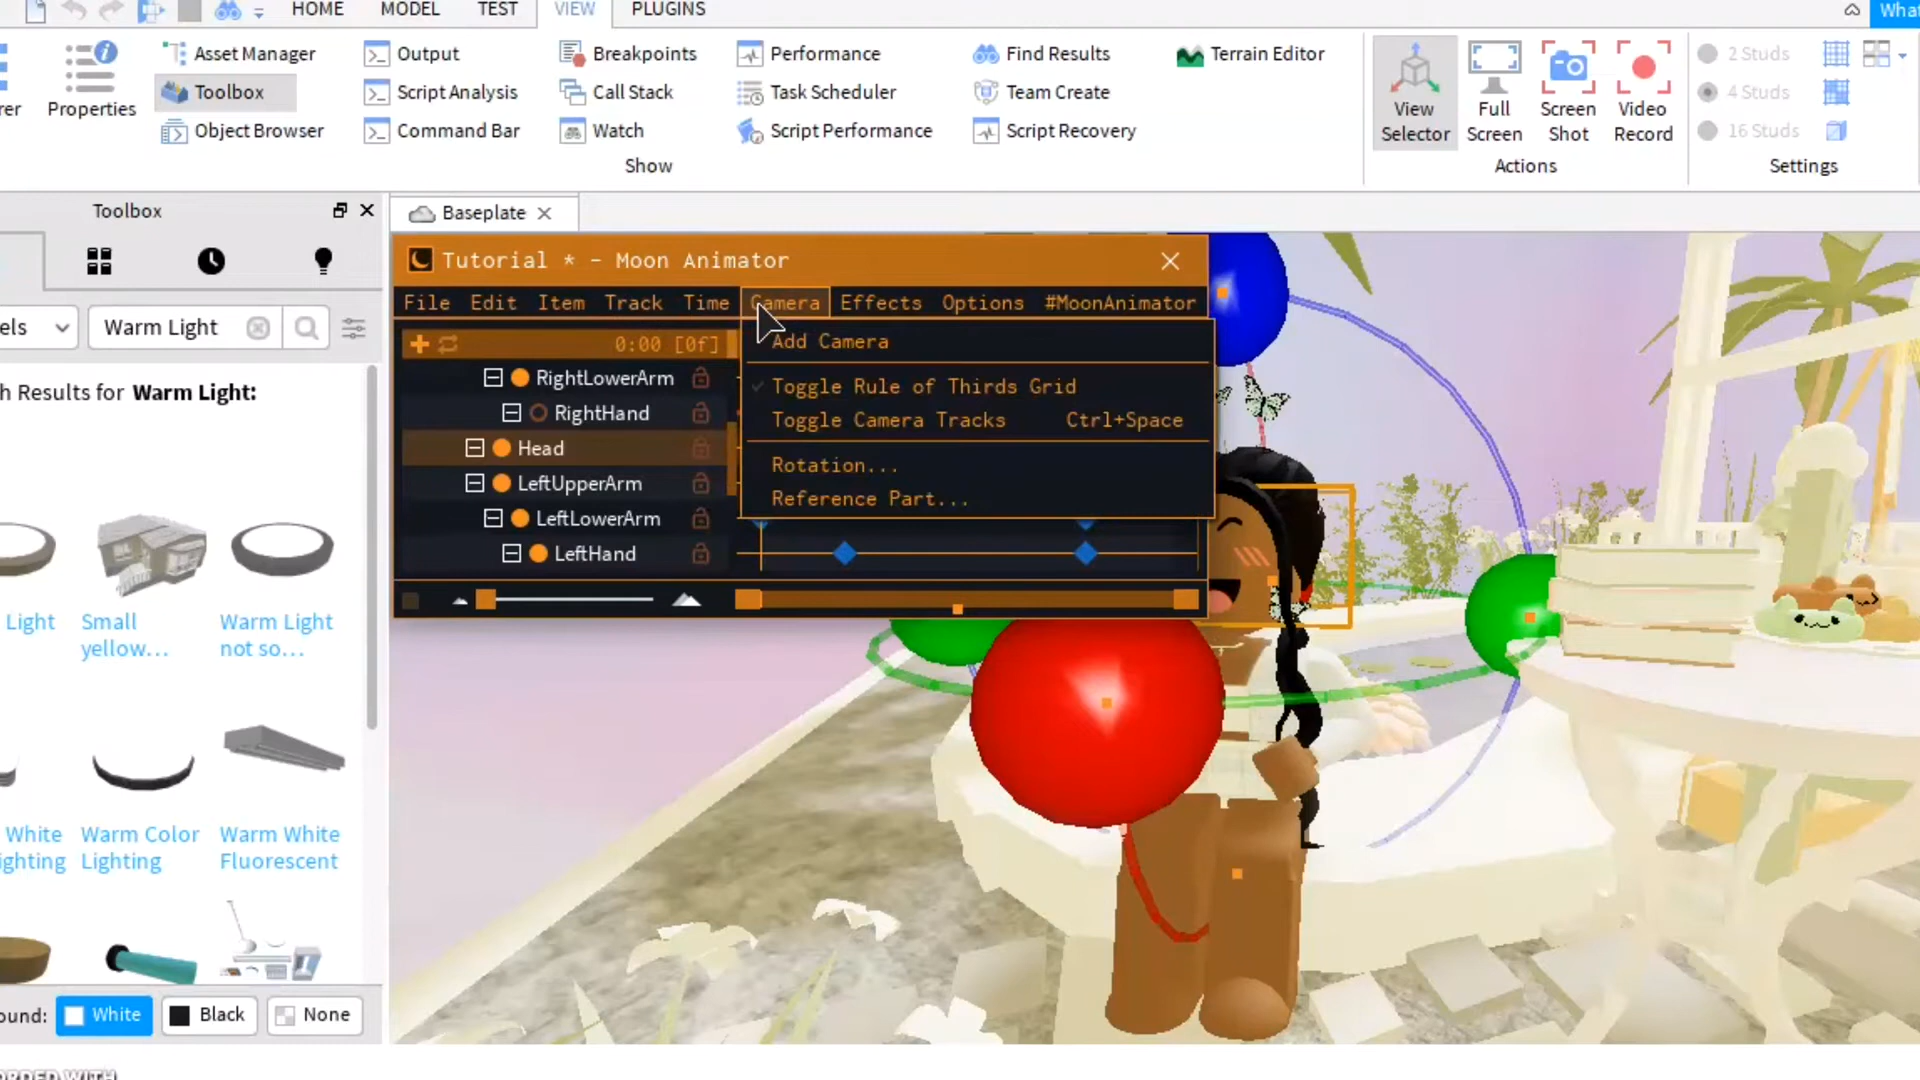 HOME MODEL TEST VIEW PLUGINS
Asset Manager Output Breakpoints Performance Find Results Terrain Editor
2 Studs
Properties Toolbox Script Analysis Call Stack Task Scheduler Team Create
View Selector Full Screen Screen Shot Video Record
4 Studs
Object Browser Command Bar Watch Script Performance Script Recovery
16 Studs
Show Actions Settings
Toolbox
Baseplate
Tutorial * - Moon Animator
File Edit Item Track Time Camera Effects Options #MoonAnimator
Warm Light
0:00 [0f]
Add Camera
RightLowerArm
Toggle Rule of Thirds Grid
RightHand
Toggle Camera Tracks Ctrl+Space
Head
Rotation...
LeftUpperArm
Reference Part...
LeftLowerArm
LeftHand
Results for Warm Light:
Light
Small yellow...
Warm Light not so...
White
Warm Color Lighting
Warm White Fluorescent
White Black None